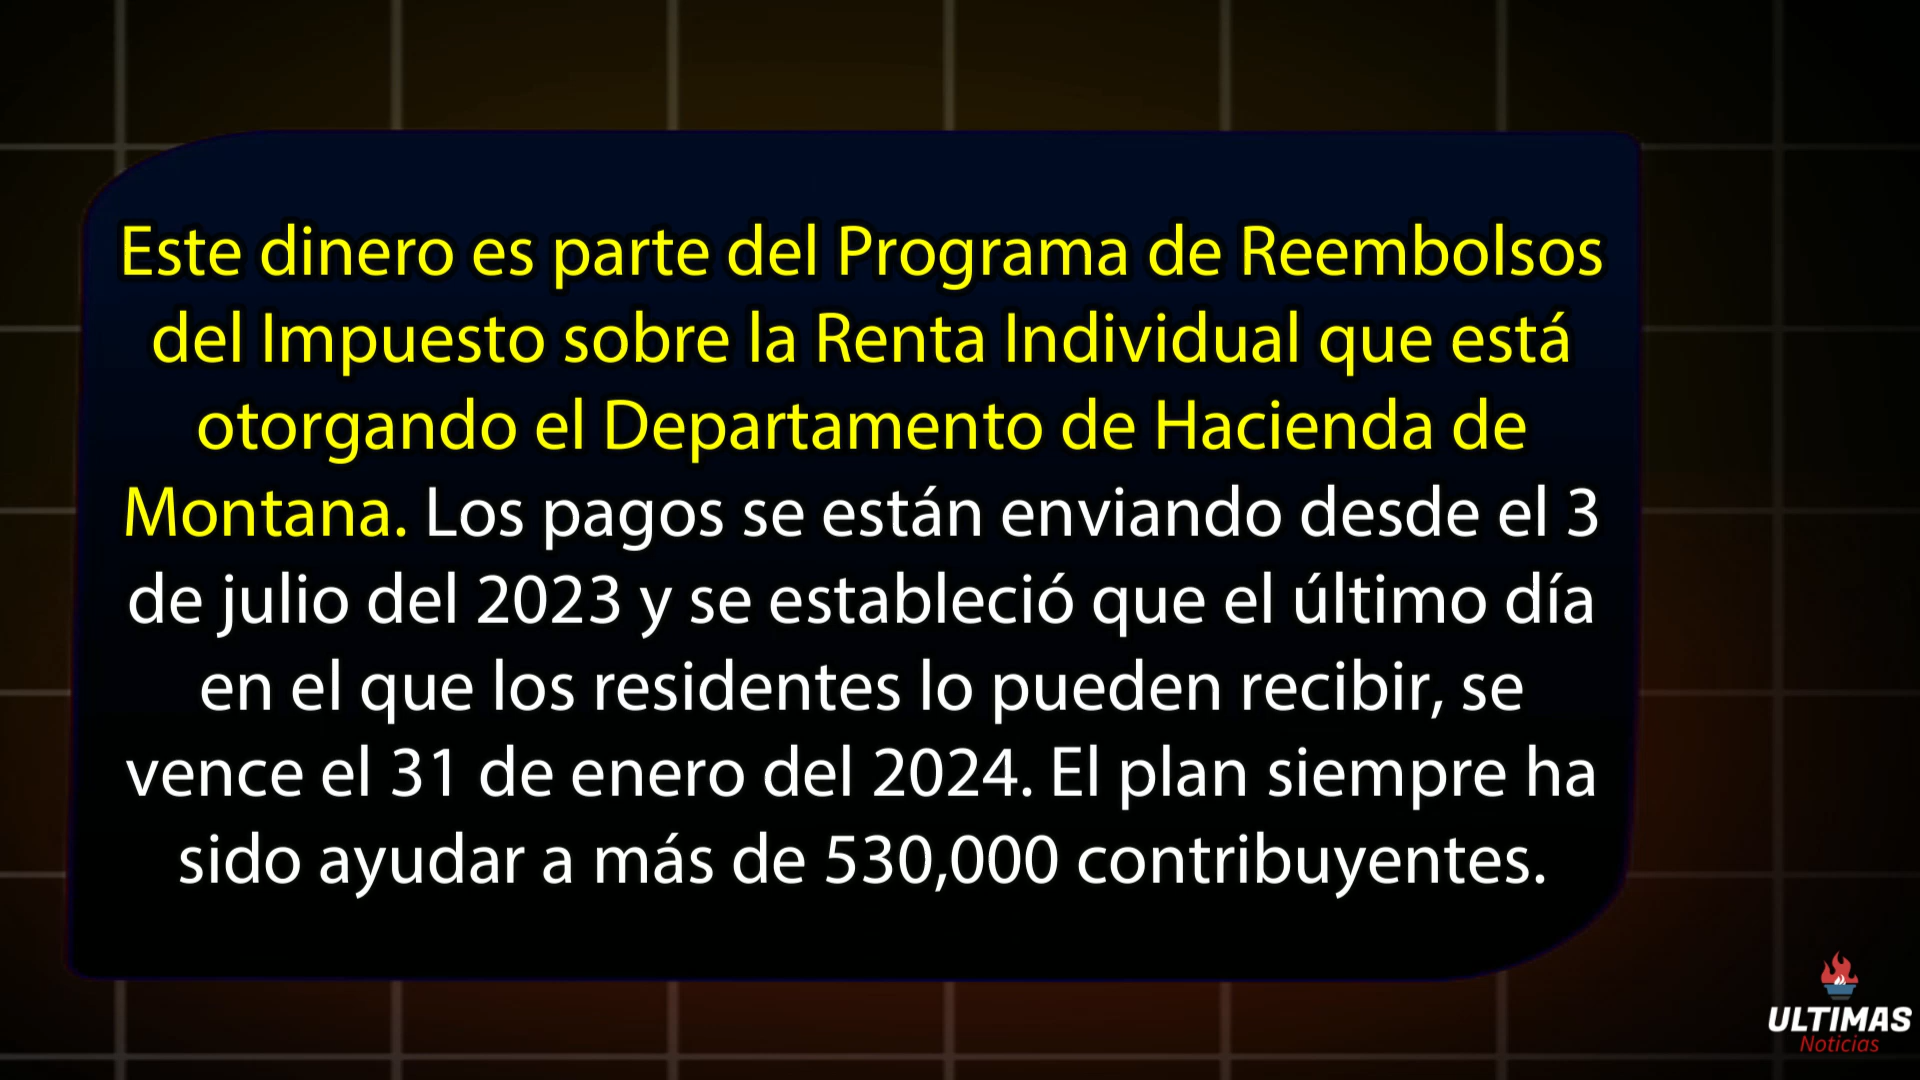 Este dinero es parte del Programa de Reembolsos
del Impuesto sobre la Renta Individual que está
otorgando el Departamento de Hacienda de
Montana. Los pagos se están enviando desde el 3
de julio del 2023 y se estableció que el último día
en el que los residentes lo pueden recibir, se
vence el 31 de enero del 2024. El plan siempre ha
sido ayudar a más de 530,000 contribuyentes.
ULTIMAS
Noticias